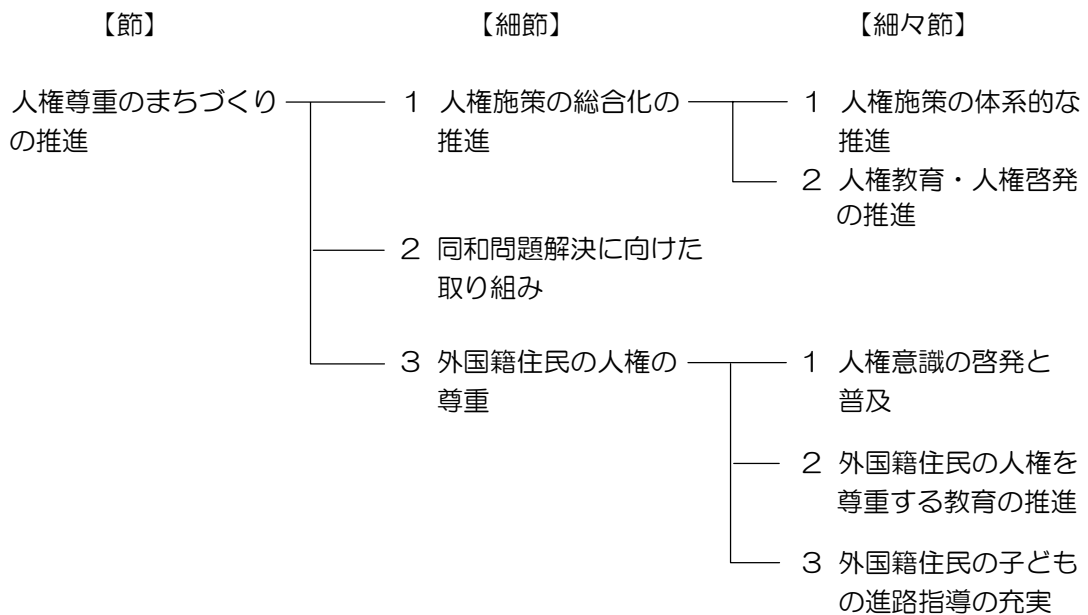 【節】 【細節】 【細々節】
人権尊重のまちづくり
の推進
1 人権施策の総合化の
推進
1 人権施策の体系的な
推進
2 人権教育・人権啓発
の推進
2 同和問題解決に向けた
取り組み
3 外国籍住民の人権の
尊重
1 人権意識の啓発と
普及
2 外国籍住民の人権を
尊重する教育の推進
3 外国籍住民の子ども
の進路指導の充実